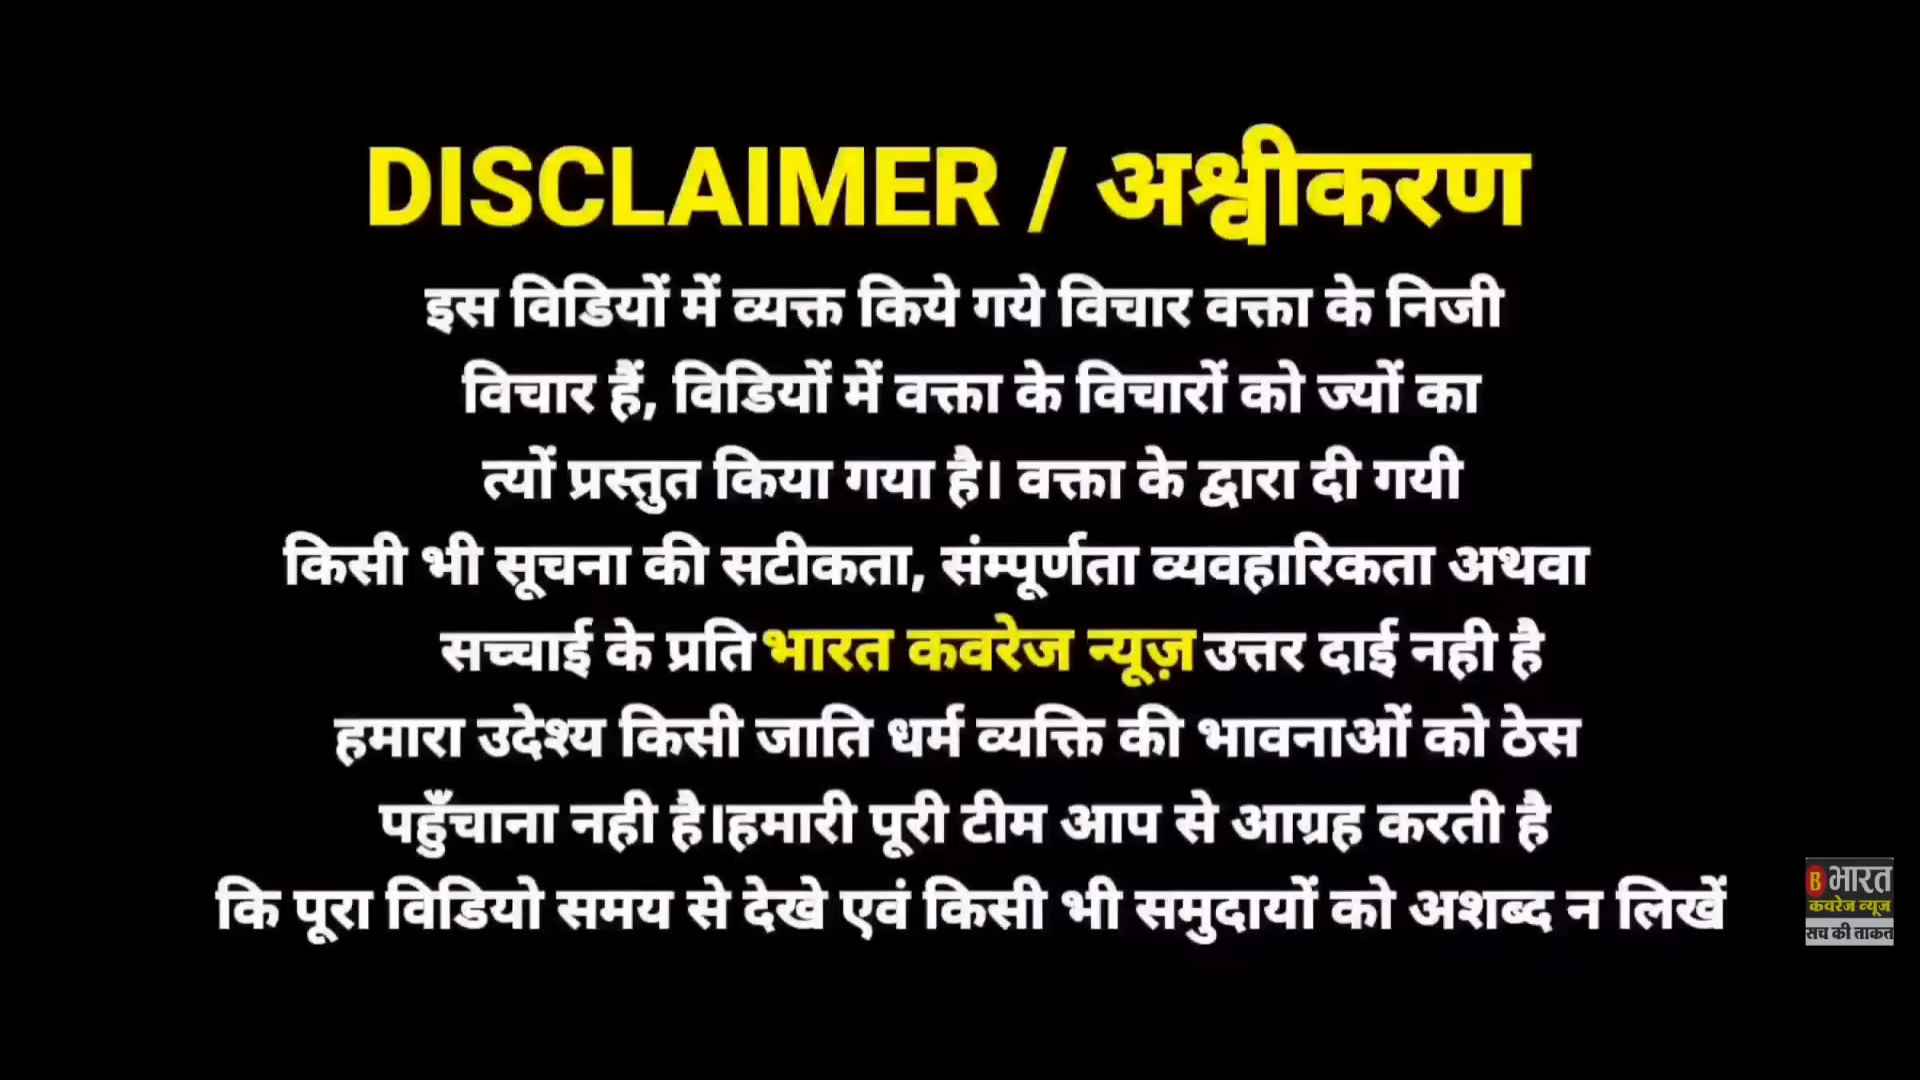 DISCLAIMER / अश्वीकरण
इस विडियों में व्यक्त किये गये विचार वक्ता के निजी
विचार हैं, विडियों में वक्ता के विचारों को ज्यों का
त्यों प्रस्तुत किया गया है। वक्ता के द्वारा दी गयी
किसी भी सूचना की सटीकता, संम्पूर्णता व्यवहारिकता अथवा
सच्चाई के प्रति भारत कवरेज न्यूज़ उत्तर दाई नही है
हमारा उदेश्य किसी जाति धर्म व्यक्ति की भावनाओं को ठेस
पहुँचाना नही है।हमारी पूरी टीम आप से आग्रह करती है
कि पूरा विडियो समय से देखे एवं किसी भी समुदायों को अशब्द न लिखें
B भारत
कवरेज न्यूज
सच की ताकत